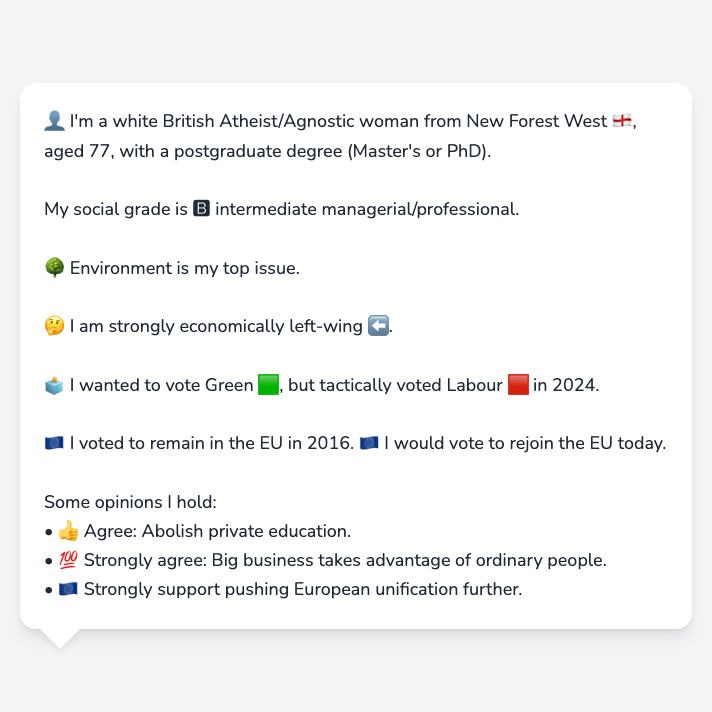 👤 I'm a white British Atheist/Agnostic woman from New Forest West 🏴󠁧󠁢󠁥󠁮󠁧󠁿,
aged 77, with a postgraduate degree (Master's or PhD).
My social grade is 🅱 intermediate managerial/professional.
🌳 Environment is my top issue.
🤔 I am strongly economically left-wing ⬅️.
🗳️ I wanted to vote Green 🟩, but tactically voted Labour 🟥 in 2024.
🇪🇺 I voted to remain in the EU in 2016. 🇪🇺 I would vote to rejoin the EU today.
Some opinions I hold:
• 👍 Agree: Abolish private education.
• 💯 Strongly agree: Big business takes advantage of ordinary people.
• 🇪🇺 Strongly support pushing European unification further.